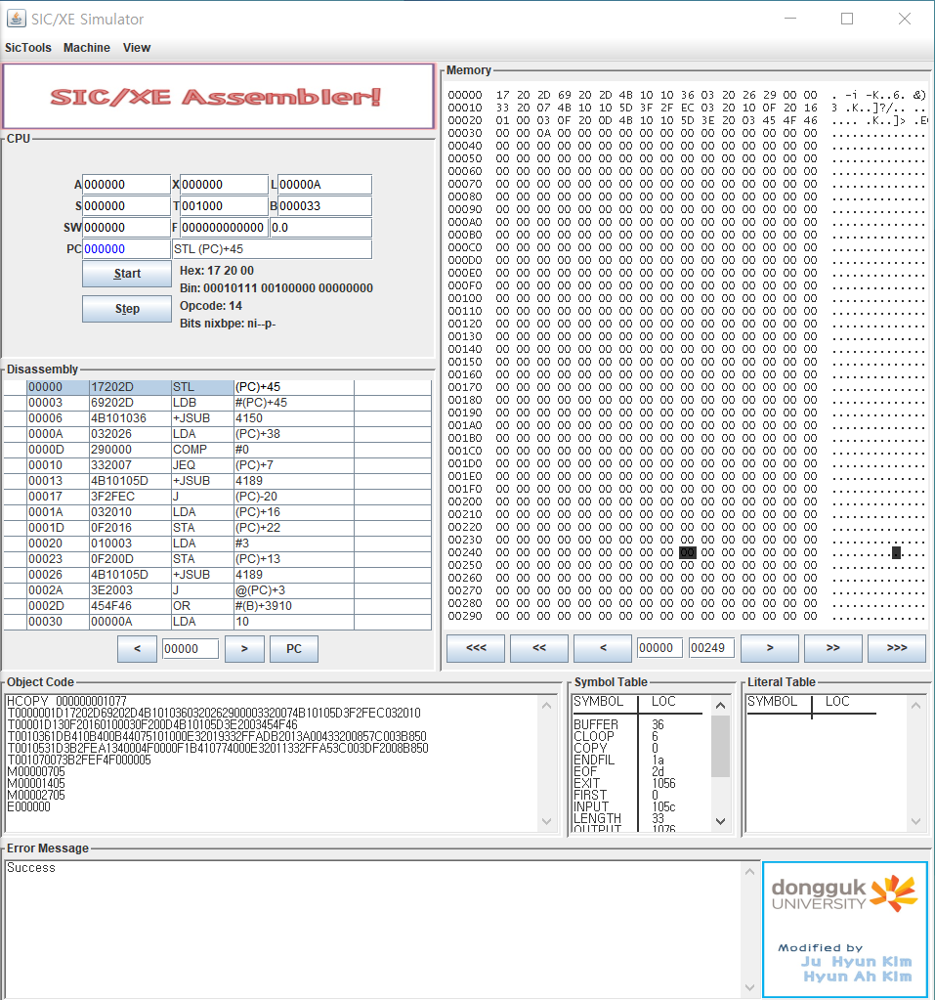 SIC/XE Simulator
SicTools Machine View
SIC/XE Assembler!
CPU
A 000000 X 000000 L 00000A
S 000000 T 001000 B 000033
SW 000000 F 000000000000 0.0
PC 000000 STL (PC)+45
Start
Step
Hex: 17 20 00
Bin: 00010111 00100000 00000000
Opcode: 14
Bits nixbpe: ni--p-
Disassembly
00000 17202D STL (PC)+45
00003 69202D LDB #(PC)+45
00006 4B101036 +JSUB 4150
0000A 032026 LDA (PC)+38
0000D 290000 COMP #0
00010 332007 JEQ (PC)+7
00013 4B10105D +JSUB 4189
00017 3F2FEC J (PC)-20
0001A 032010 LDA (PC)+16
0001D 0F2016 STA (PC)+22
00020 010003 LDA #3
00023 0F200D STA (PC)+13
00026 4B10105D +JSUB 4189
0002A 3E2003 J @(PC)+3
0002D 454F46 OR #(B)+3910
00030 00000A LDA 10
< 00000 > PC
Memory
00000 17 20 2D 69 20 2D 4B 10 10 36 03 20 26 29 00 00 . -i -K..6. &)
00010 33 20 07 4B 10 10 5D 3F 2F EC 03 20 10 0F 20 16 3 .K..]?/.. ..
00020 01 00 03 0F 20 0D 4B 10 10 5D 3E 20 03 45 4F 46 .... .K..]> .E
00030 00 00 0A 00 00 00 00 00 00 00 00 00 00 00 00 00 ..............
00040 00 00 00 00 00 00 00 00 00 00 00 00 00 00 00 00 ..............
00050 00 00 00 00 00 00 00 00 00 00 00 00 00 00 00 00 ..............
00060 00 00 00 00 00 00 00 00 00 00 00 00 00 00 00 00 ..............
00070 00 00 00 00 00 00 00 00 00 00 00 00 00 00 00 00 ..............
00080 00 00 00 00 00 00 00 00 00 00 00 00 00 00 00 00 ..............
00090 00 00 00 00 00 00 00 00 00 00 00 00 00 00 00 00 ..............
000A0 00 00 00 00 00 00 00 00 00 00 00 00 00 00 00 00 ..............
000B0 00 00 00 00 00 00 00 00 00 00 00 00 00 00 00 00 ..............
000C0 00 00 00 00 00 00 00 00 00 00 00 00 00 00 00 00 ..............
000D0 00 00 00 00 00 00 00 00 00 00 00 00 00 00 00 00 ..............
000E0 00 00 00 00 00 00 00 00 00 00 00 00 00 00 00 00 ..............
000F0 00 00 00 00 00 00 00 00 00 00 00 00 00 00 00 00 ..............
00100 00 00 00 00 00 00 00 00 00 00 00 00 00 00 00 00 ..............
00110 00 00 00 00 00 00 00 00 00 00 00 00 00 00 00 00 ..............
00120 00 00 00 00 00 00 00 00 00 00 00 00 00 00 00 00 ..............
00130 00 00 00 00 00 00 00 00 00 00 00 00 00 00 00 00 ..............
00140 00 00 00 00 00 00 00 00 00 00 00 00 00 00 00 00 ..............
00150 00 00 00 00 00 00 00 00 00 00 00 00 00 00 00 00 ..............
00160 00 00 00 00 00 00 00 00 00 00 00 00 00 00 00 00 ..............
00170 00 00 00 00 00 00 00 00 00 00 00 00 00 00 00 00 ..............
00180 00 00 00 00 00 00 00 00 00 00 00 00 00 00 00 00 ..............
00190 00 00 00 00 00 00 00 00 00 00 00 00 00 00 00 00 ..............
001A0 00 00 00 00 00 00 00 00 00 00 00 00 00 00 00 00 ..............
001B0 00 00 00 00 00 00 00 00 00 00 00 00 00 00 00 00 ..............
001C0 00 00 00 00 00 00 00 00 00 00 00 00 00 00 00 00 ..............
001D0 00 00 00 00 00 00 00 00 00 00 00 00 00 00 00 00 ..............
001E0 00 00 00 00 00 00 00 00 00 00 00 00 00 00 00 00 ..............
001F0 00 00 00 00 00 00 00 00 00 00 00 00 00 00 00 00 ..............
00200 00 00 00 00 00 00 00 00 00 00 00 00 00 00 00 00 ..............
00210 00 00 00 00 00 00 00 00 00 00 00 00 00 00 00 00 ..............
00220 00 00 00 00 00 00 00 00 00 00 00 00 00 00 00 00 ..............
00230 00 00 00 00 00 00 00 00 00 00 00 00 00 00 00 00 ..............
00240 00 00 00 00 00 00 00 00 00 00 00 00 00 00 00 00 ..............
00250 00 00 00 00 00 00 00 00 00 00 00 00 00 00 00 00 ..............
00260 00 00 00 00 00 00 00 00 00 00 00 00 00 00 00 00 ..............
00270 00 00 00 00 00 00 00 00 00 00 00 00 00 00 00 00 ..............
00280 00 00 00 00 00 00 00 00 00 00 00 00 00 00 00 00 ..............
00290 00 00 00 00 00 00 00 00 00 00 00 00 00 00 00 00 ..............
<<< << < 00000 00249 > >> >>>
Object Code
HCOPY 000000001077
T0000001D17202D69202D4B1010360320262900003320074B10105D3F2FEC032010
T00001D130F20160100030F200D4B10105D3E2003454F46
T0010361DB410B400B44075101000E32019332FFADB2013A00433200857C003B850
T0010531D3B2FEA1340004F0000F1B410774000E32011332FFA53C003DF2008B850
T001070073B2FEF4F000005
M00000705
M00001405
M00002705
E000000
Symbol Table
SYMBOL LOC
BUFFER 36
CLOOP 6
COPY 0
ENDFIL 1a
EOF 2d
EXIT 1056
FIRST 0
INPUT 105c
LENGTH 33
OUTPUT 1076
Literal Table
SYMBOL LOC
Error Message
Success
dongguk
UNIVERSITY
Modified by
Ju Hyun Kim
Hyun Ah Kim